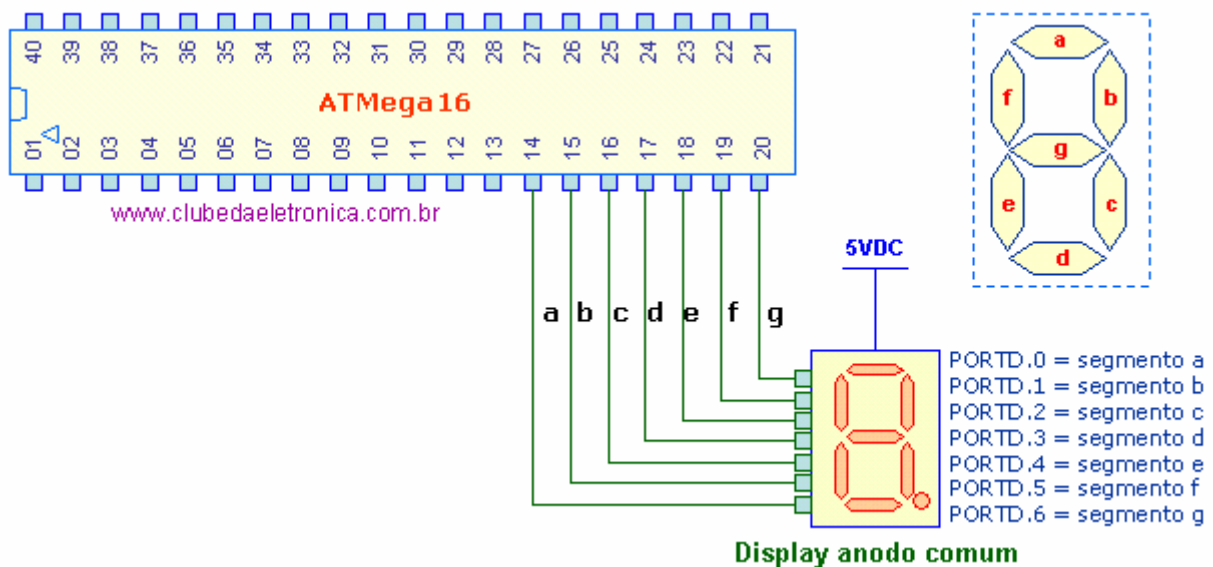 40 39 38 37 36 35 34 33 32 31 30 29 28 27 26 25 24 23 22 21
ATMega16
01 02 03 04 05 06 07 08 09 10 11 12 13 14 15 16 17 18 19 20
www.clubedaeletronica.com.br
a
f
b
g
e
c
d
5VDC
a b c d e f g
PORTD.0 = segmento a
PORTD.1 = segmento b
PORTD.2 = segmento c
PORTD.3 = segmento d
PORTD.4 = segmento e
PORTD.5 = segmento f
PORTD.6 = segmento g
Display anodo comum